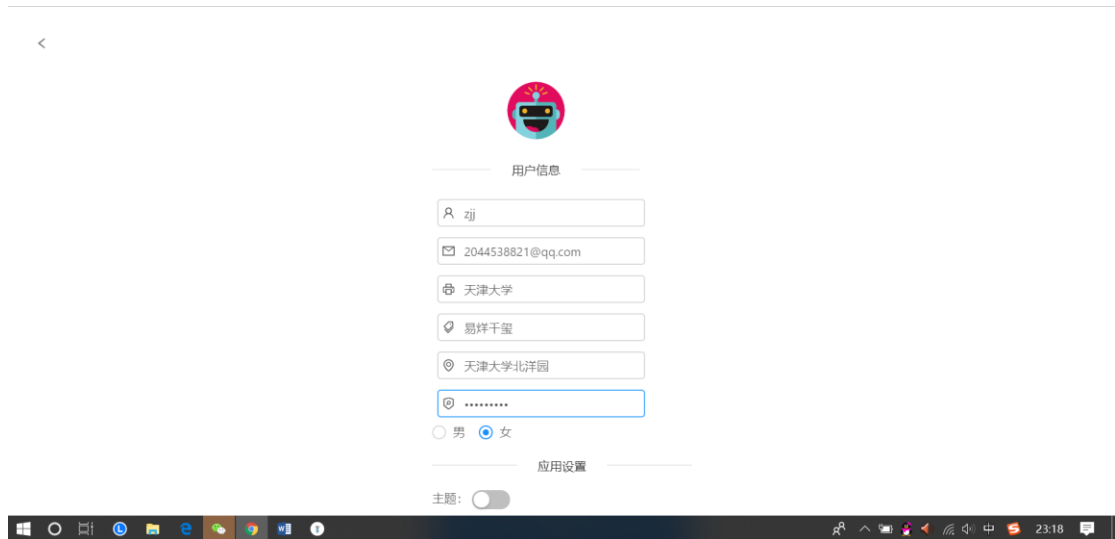 <
用户信息
zjj
2044538821@qq.com
天津大学
易烊千玺
天津大学北洋园
•••••••••
男 女
应用设置
主题:
中 23:18